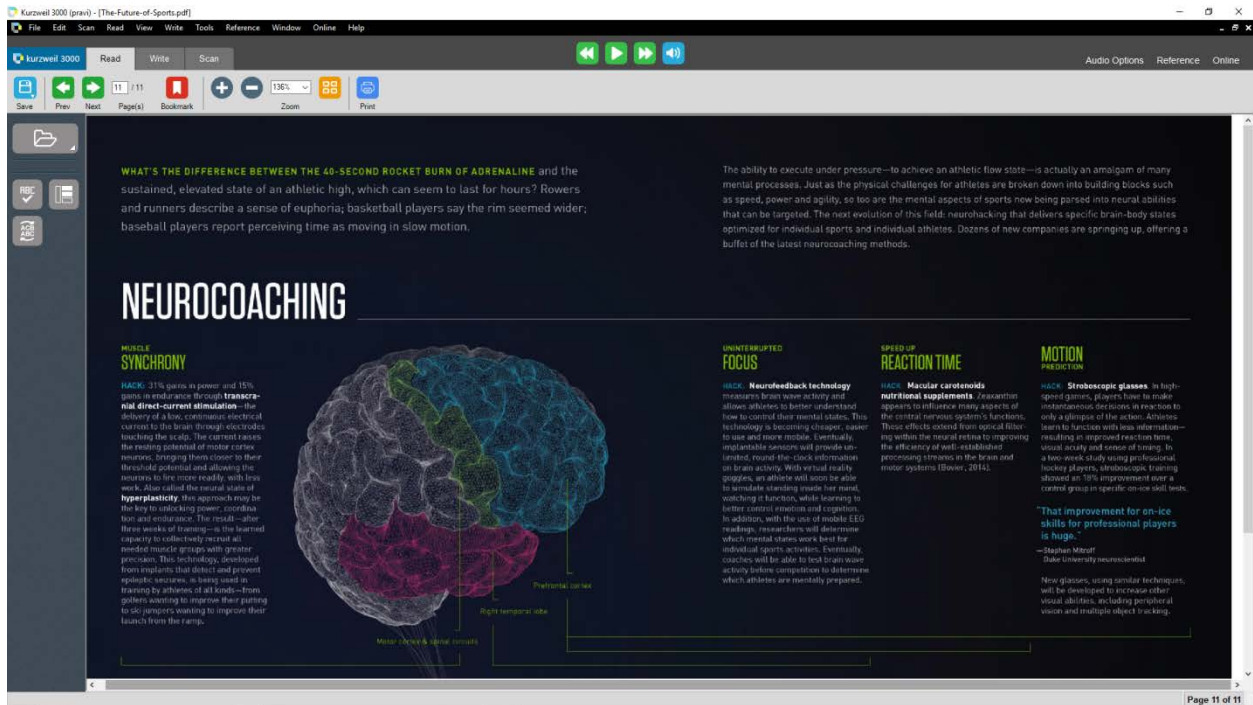 Kurzweil 3000 (pravi) - [The-Future-of-Sports.pdf]
File Edit Scan Read View Write Tools Reference Window Online Help
kurzweil 3000 Read Write Scan
Audio Options Reference Online
11 / 11
136%
Save Prev Next Page(s) Bookmark Zoom Print
WHAT'S THE DIFFERENCE BETWEEN THE 40-SECOND ROCKET BURN OF ADRENALINE and the
sustained, elevated state of an athletic high, which can seem to last for hours? Rowers
and runners describe a sense of euphoria; basketball players say the rim seemed wider;
baseball players report perceiving time as moving in slow motion.
The ability to execute under pressure—to achieve an athletic flow state—is actually an amalgam of many
mental processes. Just as the physical challenges for athletes are broken down into building blocks such
as speed, power and agility, so too are the mental aspects of sports now being parsed into neural abilities
that can be targeted. The next evolution of this field: neurohacking that delivers specific brain-body states
optimized for individual sports and individual athletes. Dozens of new companies are springing up, offering a
buffet of the latest neurocoaching methods.
NEUROCOACHING
MUSCLE
SYNCHRONY
HACK: 31% gains in power and 15%
gains in endurance through transcra-
nial direct-current stimulation—the
delivery of a low, continuous electrical
current to the brain through electrodes
touching the scalp. The current raises
the resting potential of motor cortex
neurons, bringing them closer to their
threshold potential and allowing the
neurons to fire more readily, with less
work. Also called the neural state of
hyperplasticity, this approach may be
the key to unlocking power, coordina-
tion and endurance. The result—after
three weeks of training—is the learned
capacity to collectively recruit all
needed muscle groups with greater
precision. This technology, developed
from implants that detect and prevent
epileptic seizures, is being used in
training by athletes of all kinds—from
golfers wanting to improve their putting
to ski jumpers wanting to improve their
launch from the ramp.
Prefrontal cortex
Right temporal lobe
Motor cortex & spinal circuits
UNINTERRUPTED
FOCUS
HACK: Neurofeedback technology
measures brain wave activity and
allows athletes to better understand
how to control their mental states. This
technology is becoming cheaper, easier
to use and more mobile. Eventually,
implantable sensors will provide un-
limited, round-the-clock information
on brain activity. With virtual reality
goggles, an athlete will soon be able
to simulate standing inside her mind,
watching it function, while learning to
better control emotion and cognition.
In addition, with the use of mobile EEG
readings, researchers will determine
which mental states work best for
individual sports activities. Eventually,
coaches will be able to test brain wave
activity before competition to determine
which athletes are mentally prepared.
SPEED UP
REACTION TIME
HACK: Macular carotenoids
nutritional supplements. Zeaxanthin
appears to influence many aspects of
the central nervous system's functions.
These effects extend from optical filter-
ing within the neural retina to improving
the efficiency of well-established
processing streams in the brain and
motor systems (Bovier, 2014).
MOTION
PREDICTION
HACK: Stroboscopic glasses. In high-
speed games, players have to make
instantaneous decisions in reaction to
only a glimpse of the action. Athletes
learn to function with less information—
resulting in improved reaction time,
visual acuity and sense of timing. In
a two-week study using professional
hockey players, stroboscopic training
showed an 18% improvement over a
control group in specific on-ice skill tests.
"That improvement for on-ice
skills for professional players
is huge."
—Stephen Mitroff
Duke University neuroscientist
New glasses, using similar techniques,
will be developed to increase other
visual abilities, including peripheral
vision and multiple object tracking.
Page 11 of 11